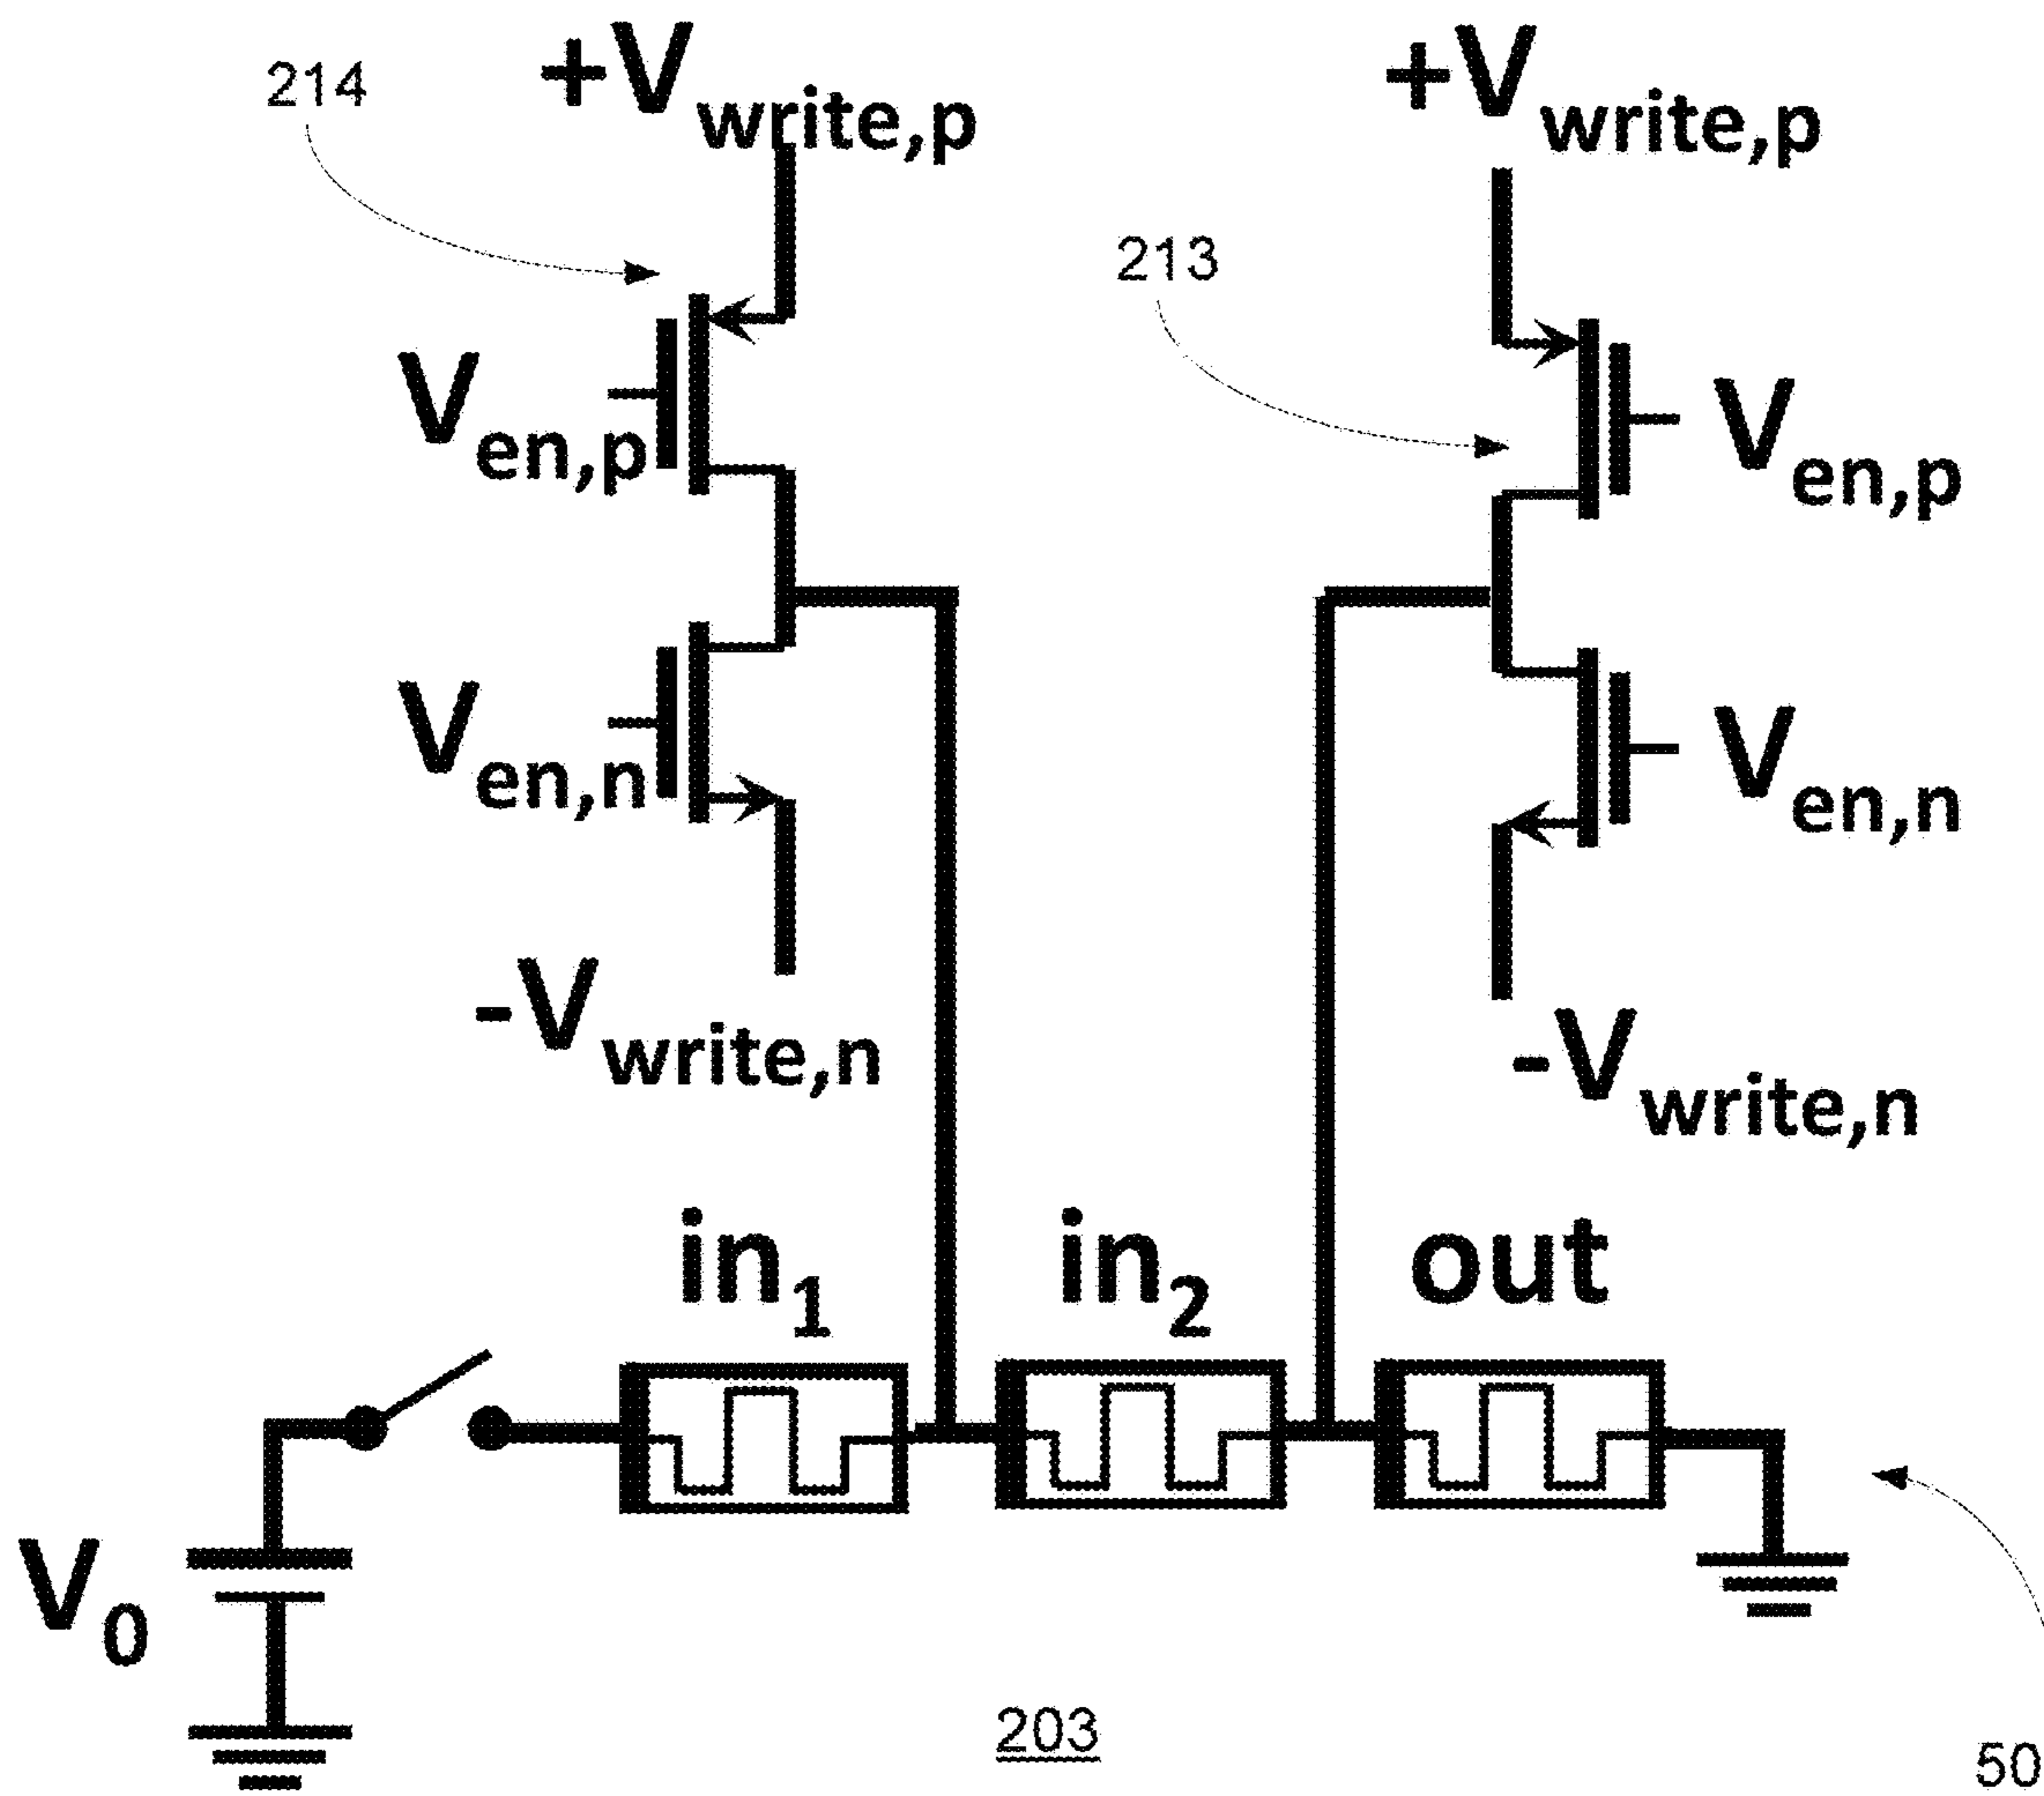 214
+Vwrite,p
+Vwrite,p
213
Ven,p
Ven,p
Ven,n
Ven,n
-Vwrite,n
-Vwrite,n
in1
in2
out
V0
203
50